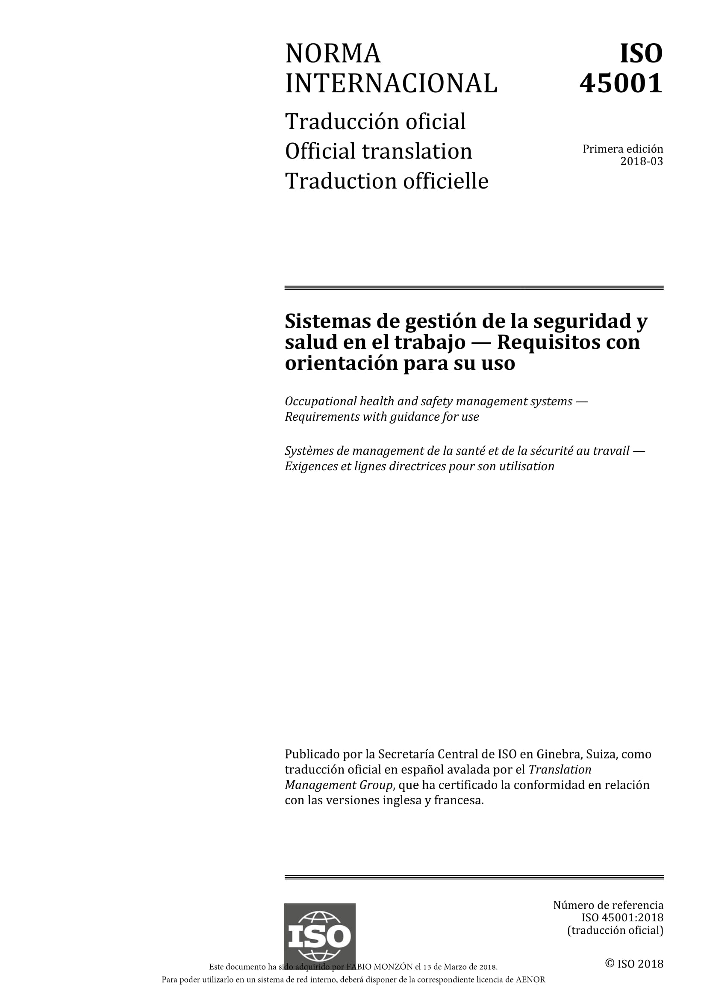 NORMA
INTERNACIONAL
ISO
45001
Traducción oficial
Official translation
Traduction officielle
Primera edición
2018-03
Sistemas de gestión de la seguridad y
salud en el trabajo — Requisitos con
orientación para su uso
Occupational health and safety management systems —
Requirements with guidance for use
Systèmes de management de la santé et de la sécurité au travail —
Exigences et lignes directrices pour son utilisation
Publicado por la Secretaría Central de ISO en Ginebra, Suiza, como
traducción oficial en español avalada por el Translation
Management Group, que ha certificado la conformidad en relación
con las versiones inglesa y francesa.
ISO
Número de referencia
ISO 45001:2018
(traducción oficial)
© ISO 2018
Este documento ha sido adquirido por FABIO MONZÓN el 13 de Marzo de 2018.
Para poder utilizarlo en un sistema de red interno, deberá disponer de la correspondiente licencia de AENOR